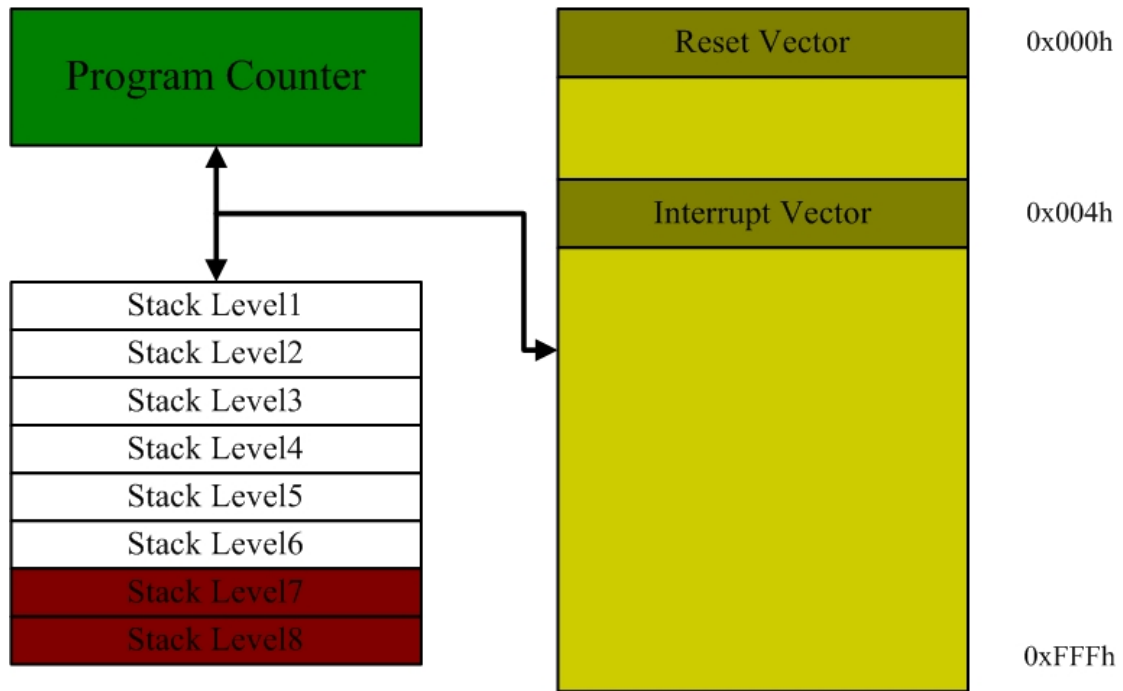 Program Counter
Stack Level1
Stack Level2
Stack Level3
Stack Level4
Stack Level5
Stack Level6
Stack Level7
Stack Level8
Reset Vector
0x000h
Interrupt Vector
0x004h
0xFFFh